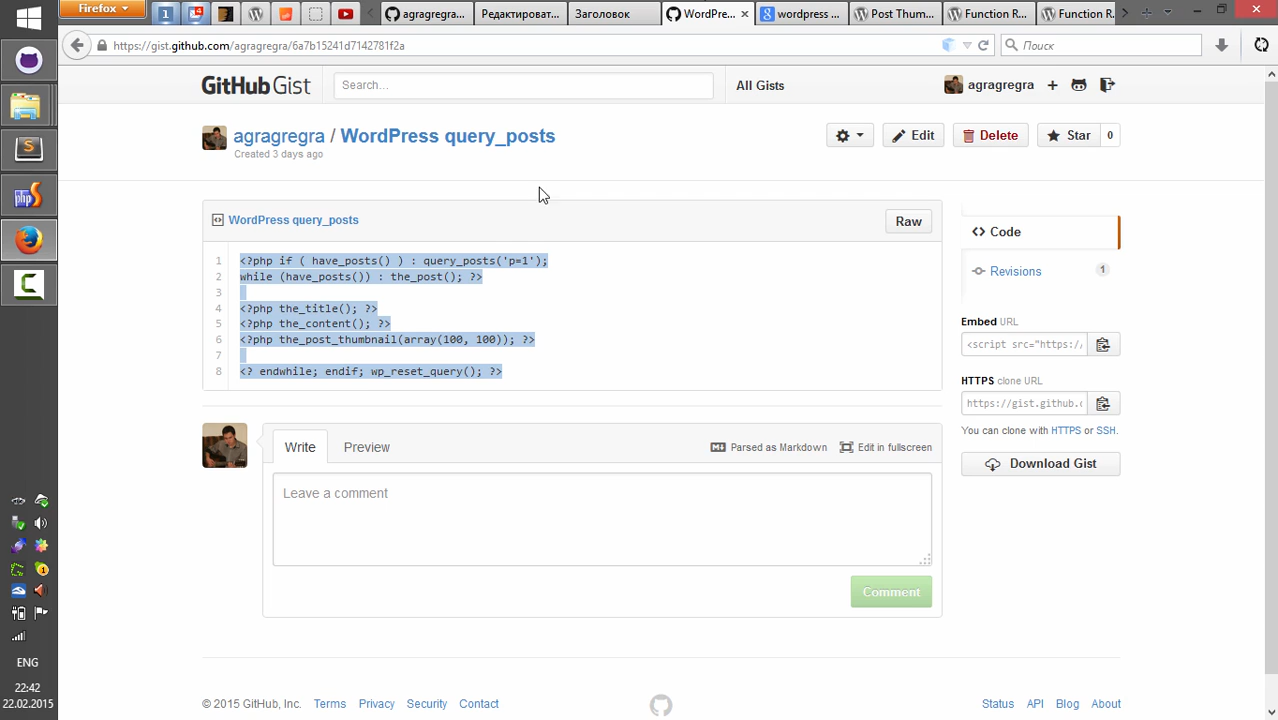 Firefox
agragregra...
Редактироват...
Заголовок
WordPre...
wordpress ...
Post Thum...
Function R...
Function R.
https://gist.github.com/agragregra/6a7b15241d7142781f2a
Поиск
GitHub Gist
Search...
All Gists
agragregra
agragregra / WordPress query_posts
Created 3 days ago
Edit
Delete
Star
0
WordPress query_posts
Raw
1 <?php if ( have_posts() ) : query_posts('p=1');
2 while (have_posts()) : the_post(); ?>
3
4 <?php the_title(); ?>
5 <?php the_content(); ?>
6 <?php the_post_thumbnail(array(100, 100)); ?>
7
8 <? endwhile; endif; wp_reset_query(); ?>
Code
Revisions
1
Embed URL
<script src="https:/
HTTPS clone URL
https://gist.github.c
You can clone with HTTPS or SSH.
Download Gist
Write
Preview
Parsed as Markdown
Edit in fullscreen
Leave a comment
Comment
© 2015 GitHub, Inc.
Terms
Privacy
Security
Contact
Status
API
Blog
About
ENG
22:42
22.02.2015